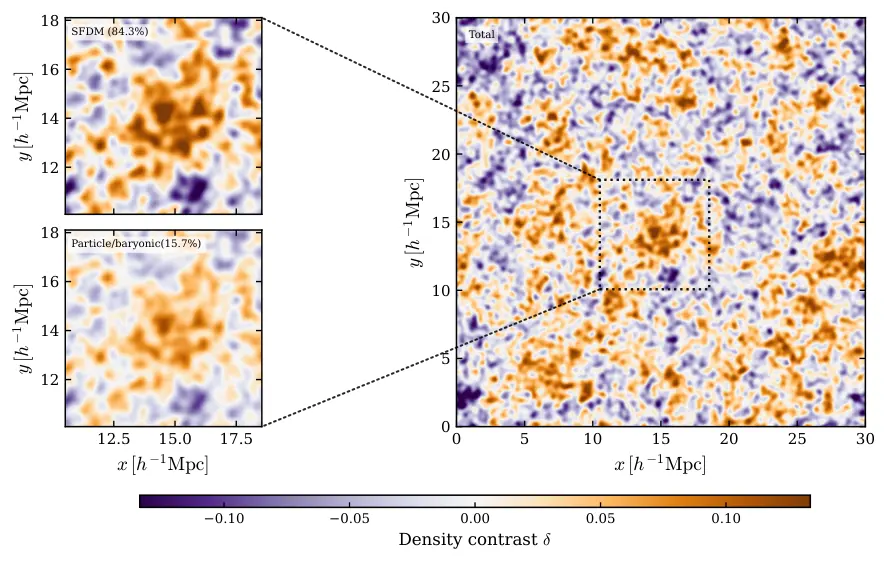 SFDM (84.3%)
18
16
14
12
y [h⁻¹Mpc]
Particle/baryonic(15.7%)
18
16
14
12
y [h⁻¹Mpc]
12.5 15.0 17.5
x [h⁻¹Mpc]
Total
30
25
20
15
10
5
0
y [h⁻¹Mpc]
0 5 10 15 20 25 30
x [h⁻¹Mpc]
−0.10 −0.05 0.00 0.05 0.10
Density contrast δ